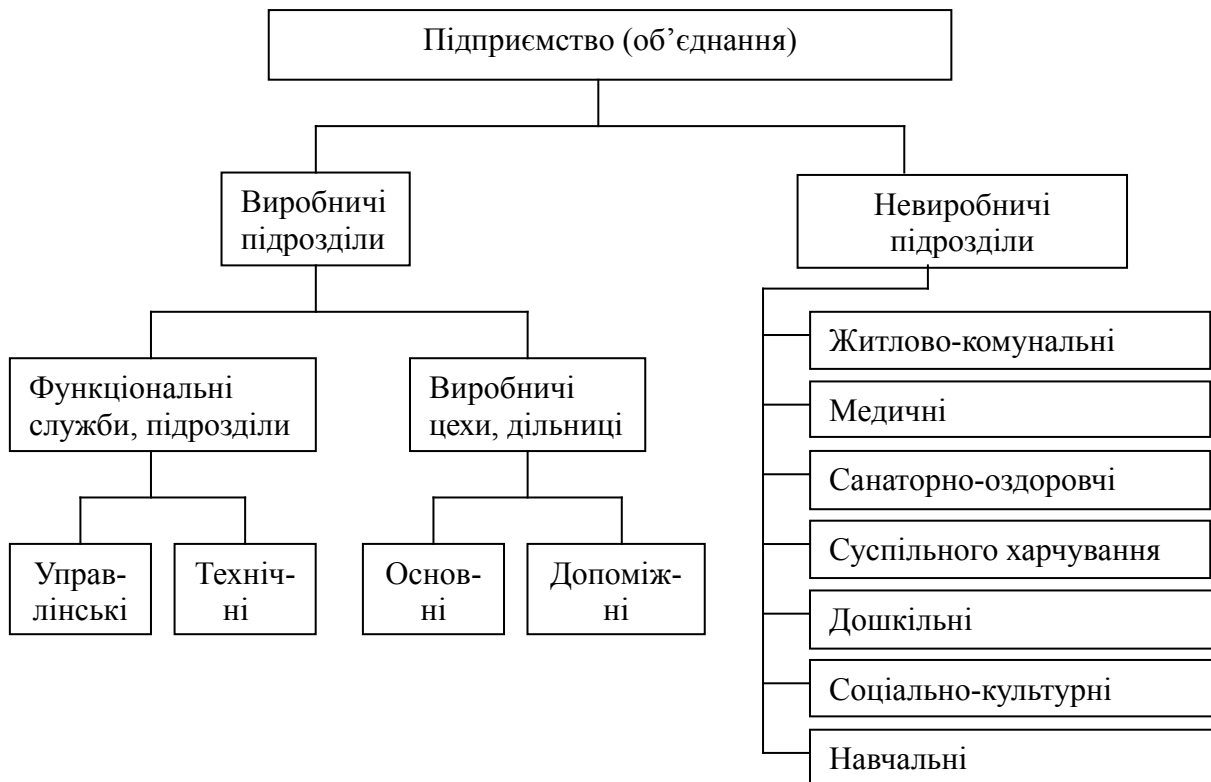 Підприємство (об’єднання)
Виробничі
підрозділи
Невиробничі
підрозділи
Функціональні
служби, підрозділи
Виробничі
цехи, дільниці
Управ-
лінські
Техніч-
ні
Основ-
ні
Допоміж-
ні
Житлово-комунальні
Медичні
Санаторно-оздоровчі
Суспільного харчування
Дошкільні
Соціально-культурні
Навчальні